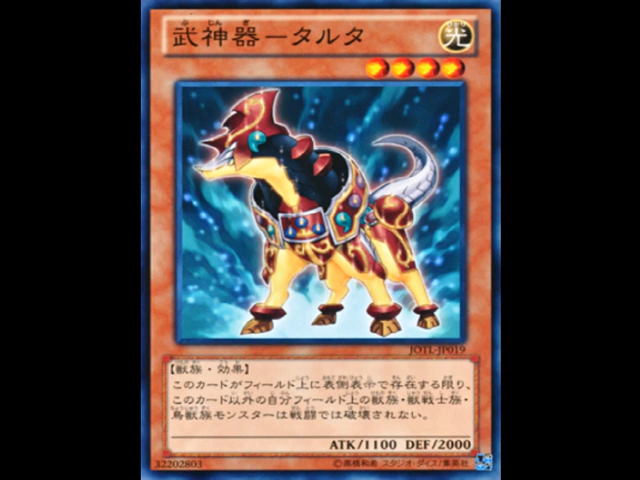 武神器－タルタ
光
JOTL-JP019
【獣族・効果】
このカードがフィールド上に表側表示で存在する限り、
このカード以外の自分フィールド上の獣族・獣戦士族・
鳥獣族モンスターは戦闘では破壊されない。
ATK/1100 DEF/2000
32202803
©高橋和希 スタジオ・ダイス/集英社